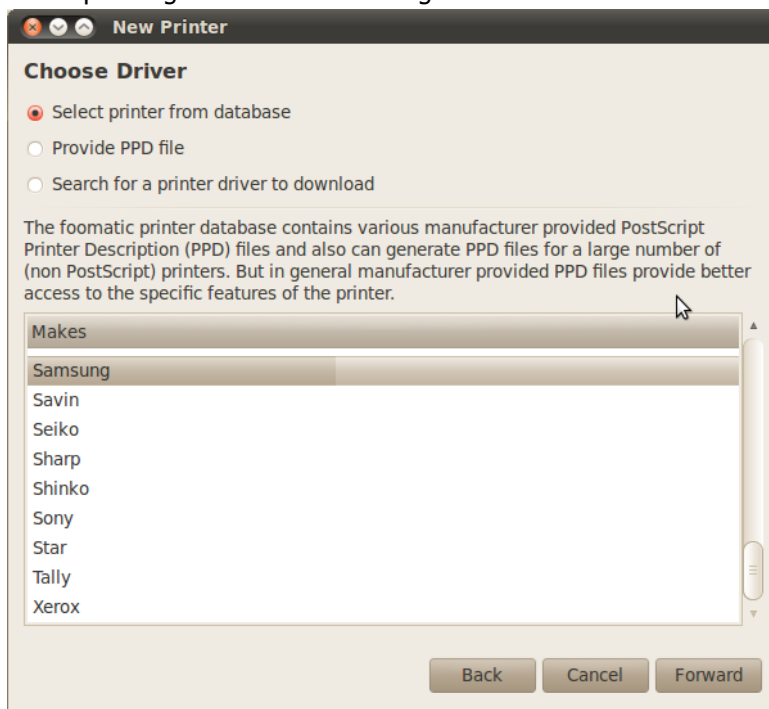 New Printer
Choose Driver
Select printer from database
Provide PPD file
Search for a printer driver to download
The foomatic printer database contains various manufacturer provided PostScript
Printer Description (PPD) files and also can generate PPD files for a large number of
(non PostScript) printers. But in general manufacturer provided PPD files provide better
access to the specific features of the printer.
Makes
Samsung
Savin
Seiko
Sharp
Shinko
Sony
Star
Tally
Xerox
Back Cancel Forward